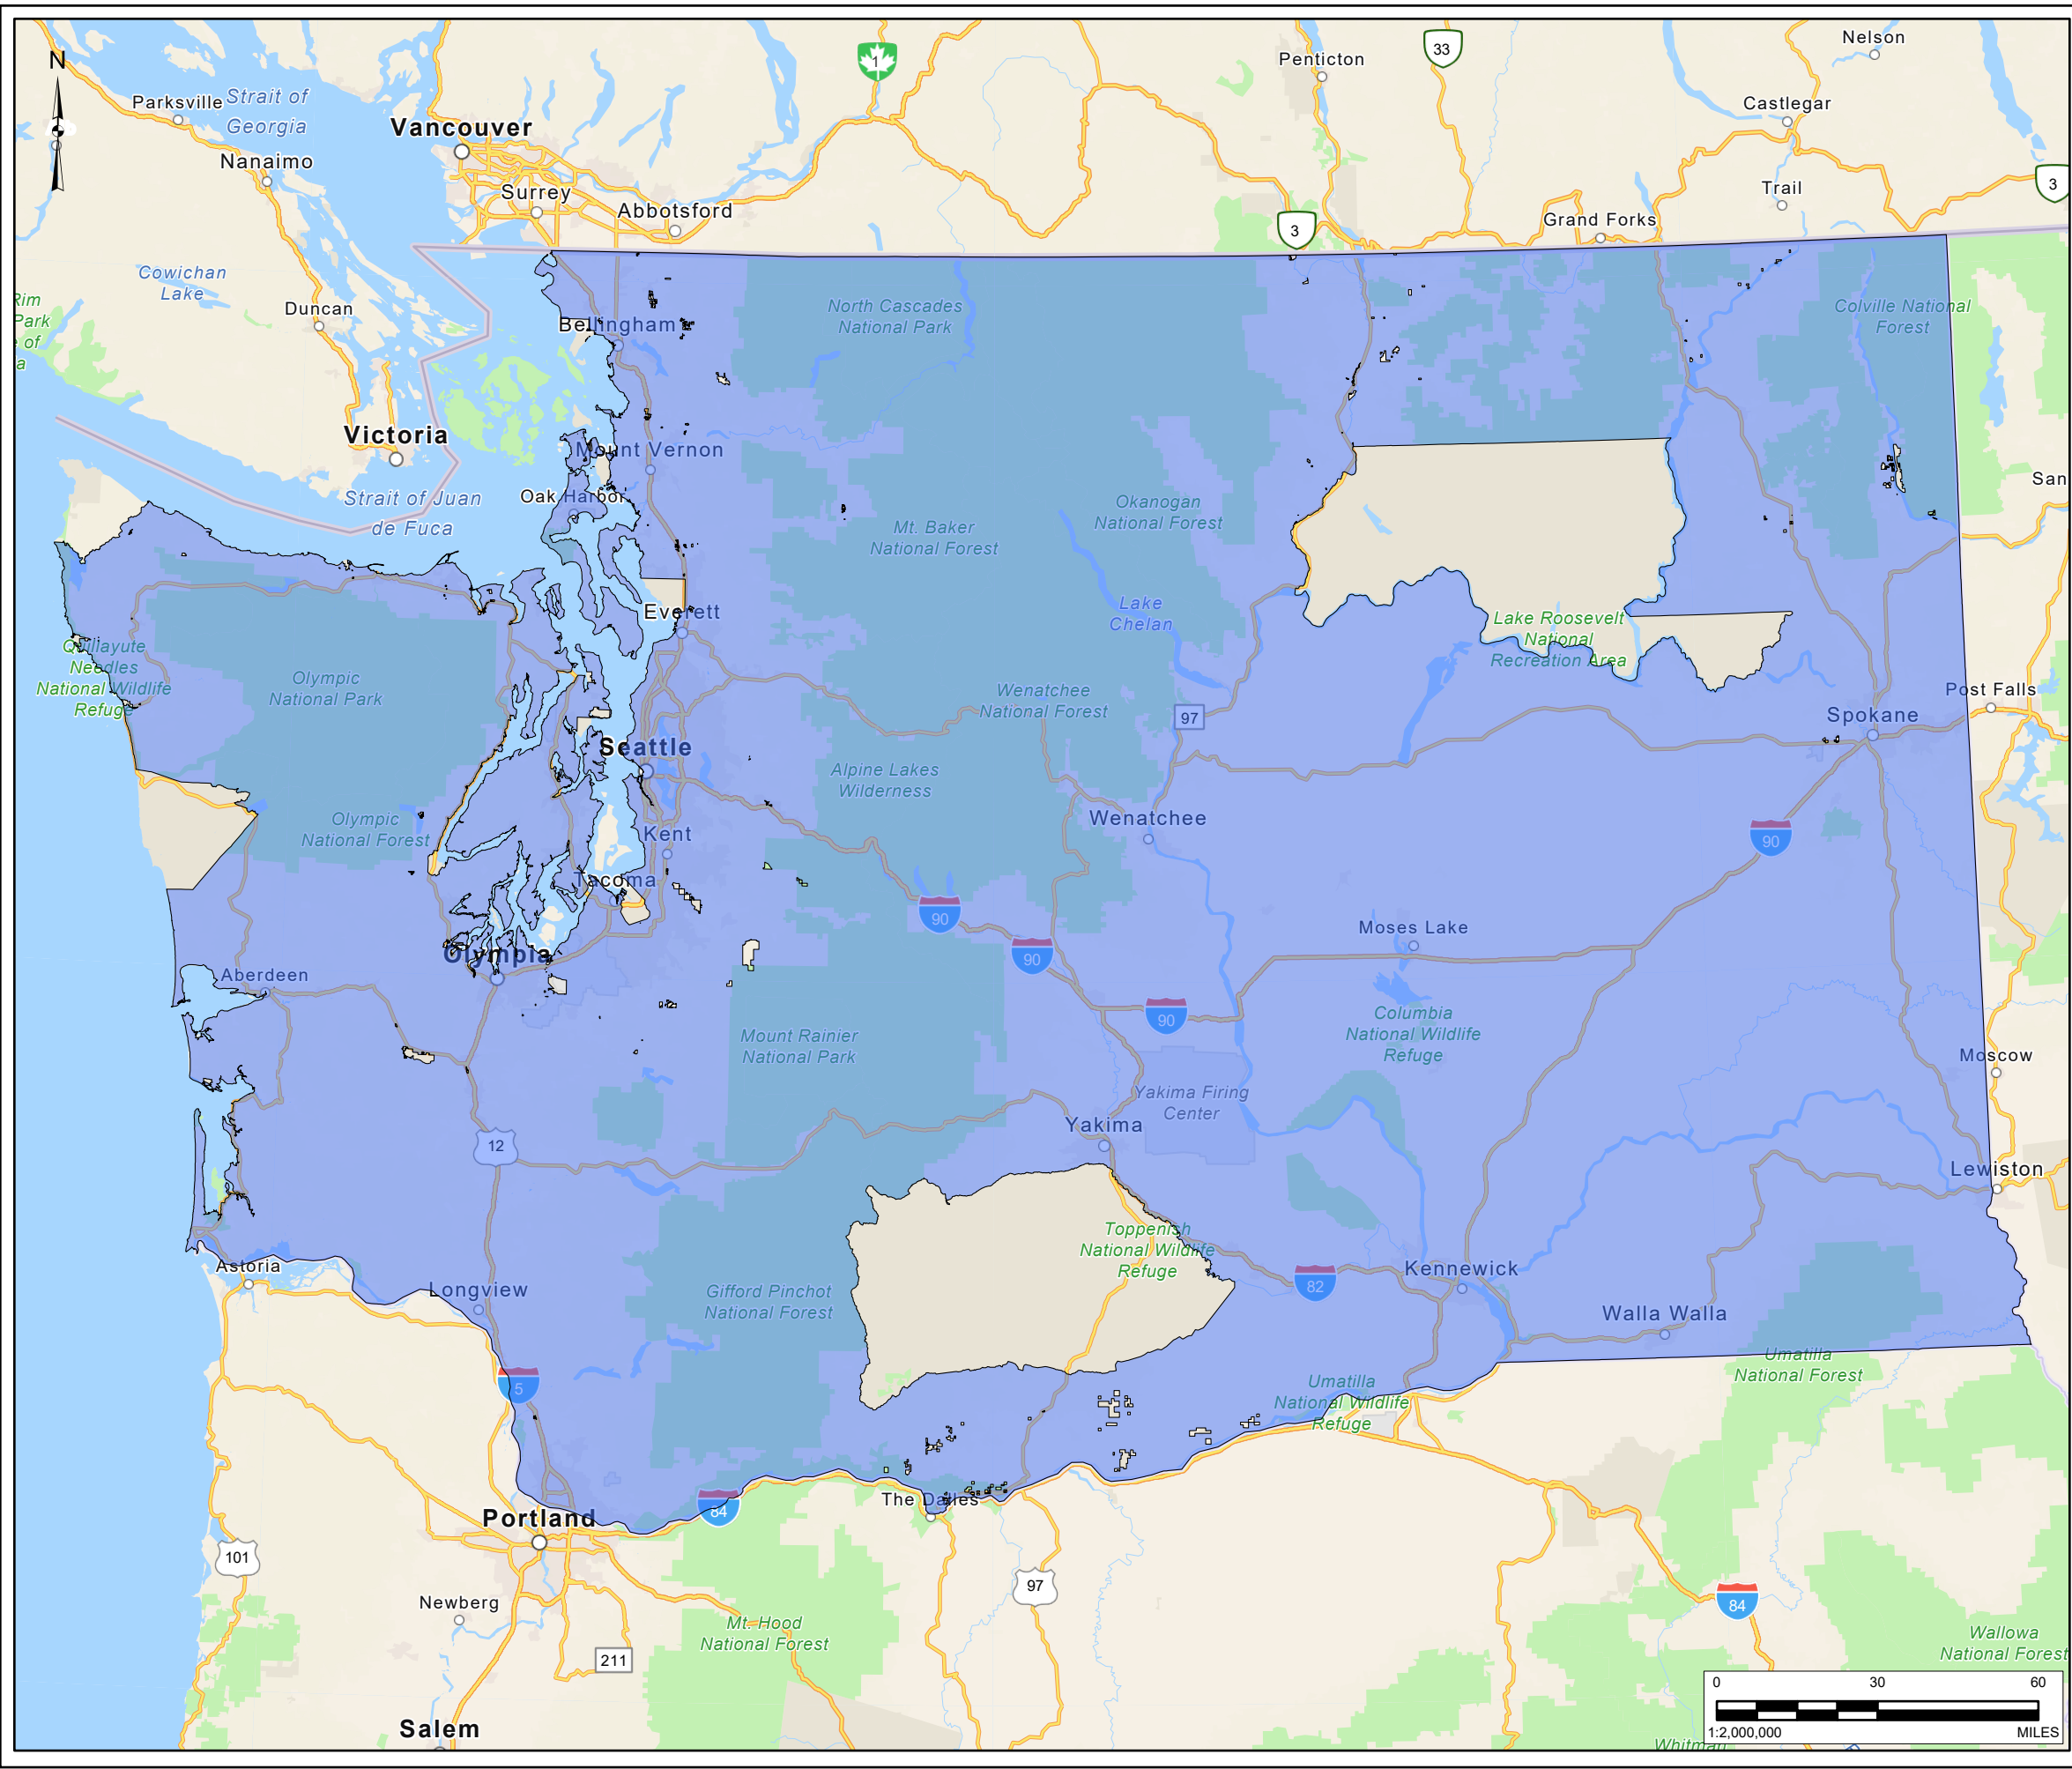 N
Parksville
Strait of
Georgia
Nanaimo
Vancouver
Surrey
Abbotsford
1
Penticton
33
Nelson
Castlegar
3
Trail
Grand Forks
3
Cowichan
Lake
Duncan
Rim
Park
of
a
Bellingham
North Cascades
National Park
Colville National
Forest
Victoria
Mount Vernon
Strait of Juan
de Fuca
Oak Harbor
Mt. Baker
National Forest
Okanogan
National Forest
San
Everett
Lake
Chelan
Lake Roosevelt
National
Recreation Area
Quillayute
Needles
National Wildlife
Refuge
Olympic
National Park
Wenatchee
National Forest
97
Post Falls
Spokane
Seattle
Alpine Lakes
Wilderness
Olympic
National Forest
Kent
Wenatchee
90
Tacoma
90
90
Moses Lake
Olympia
Aberdeen
90
Columbia
National Wildlife
Refuge
Mount Rainier
National Park
Moscow
Yakima Firing
Center
Yakima
12
Lewiston
Toppenish
National Wildlife
Refuge
Astoria
Longview
Gifford Pinchot
National Forest
82
Kennewick
Walla Walla
5
Umatilla
National Wildlife
Refuge
Umatilla
National Forest
The Dalles
84
Portland
101
97
Newberg
84
Mt. Hood
National Forest
211
Wallowa
National Forest
Salem
0 30 60
1:2,000,000 MILES
Whitman